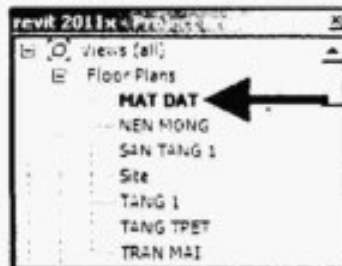 revit 2011x - Project
Views (all)
Floor Plans
MAT DAT
NEN MONG
SAN TANG 1
Site
TANG 1
TANG TPET
TRAN MAI